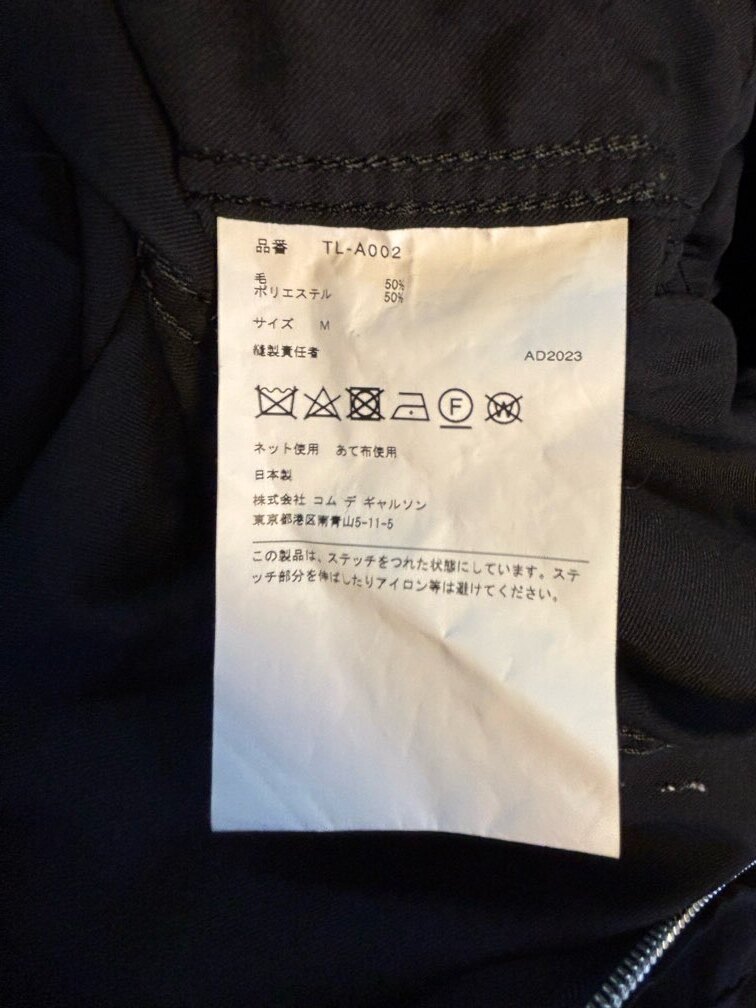 品番 TL-A002
毛 50%
ポリエステル 50%
サイズ M
縫製責任者 AD2023
F W
ネット使用 あて布使用
日本製
株式会社 コム デ ギャルソン
東京都港区南青山5-11-5
この製品は、ステッチをつれた状態にしています。ステ
ッチ部分を伸ばしたりアイロン等は避けてください。